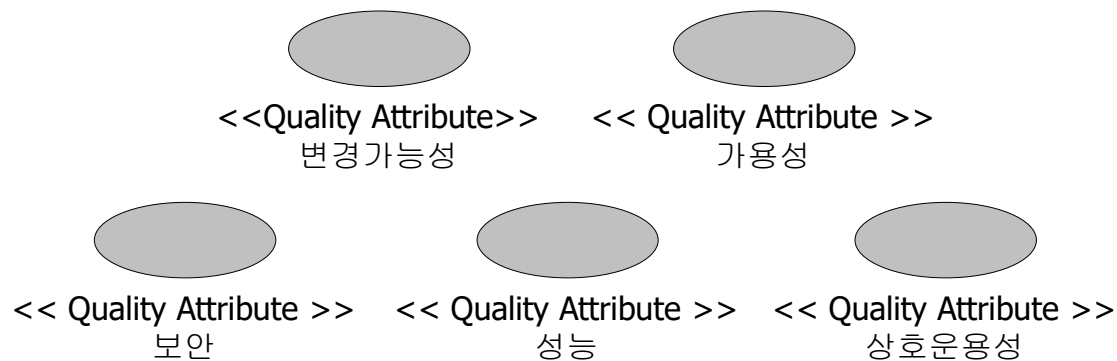 <<Quality Attribute>>
변경가능성
<< Quality Attribute >>
가용성
<< Quality Attribute >>
보안
<< Quality Attribute >>
성능
<< Quality Attribute >>
상호운용성